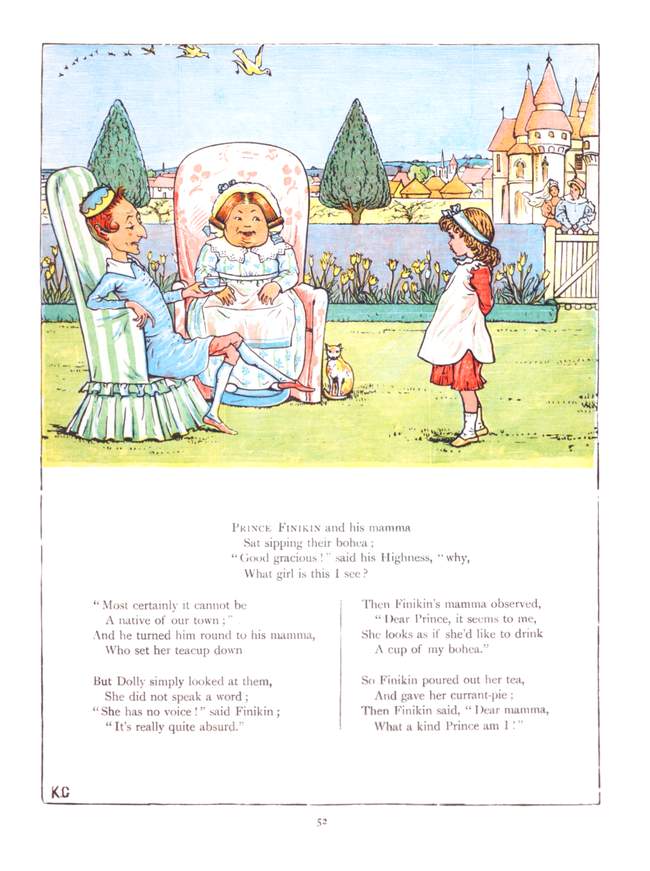 PRINCE FINIKIN and his mamma
Sat sipping their bohea;
"Good gracious!" said his Highness, "why,
What girl is this I see?
"Most certainly it cannot be
A native of our town;"
And he turned him round to his mamma,
Who set her teacup down
But Dolly simply looked at them,
She did not speak a word;
"She has no voice!" said Finikin;
"It's really quite absurd."
Then Finikin's mamma observed,
"Dear Prince, it seems to me,
She looks as if she'd like to drink
A cup of my bohea."
So Finikin poured out her tea,
And gave her currant-pie;
Then Finikin said, "Dear mamma,
What a kind Prince am I!"
KG
52